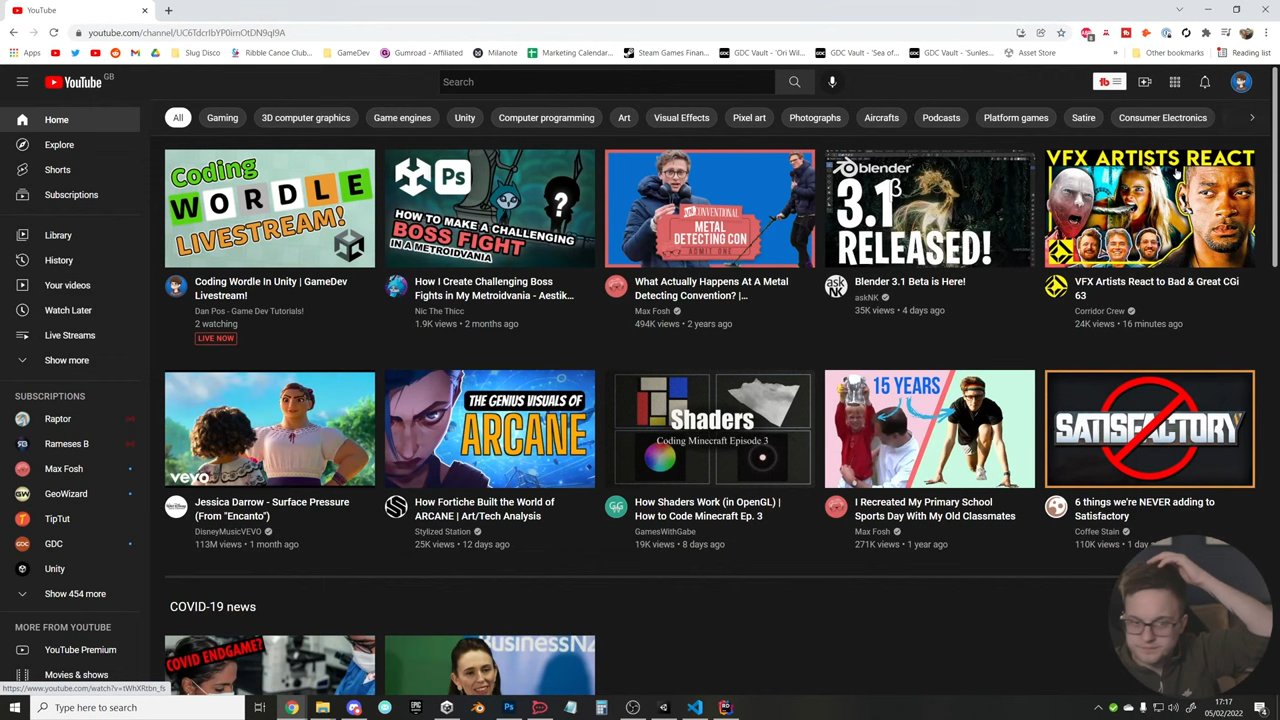 YouTube
youtube.com/channel/UC6TdcrIbYP0irnOtDN9qI9A
Apps
Slug Disco
Ribble Canoe Club...
GameDev
Gumroad - Affiliated
Milanote
Marketing Calendar...
Steam Games Finan...
GDC Vault - 'Ori Wil...
GDC Vault - 'Sea of...
GDC Vault - 'Sunles...
Asset Store
Other bookmarks
Reading list
YouTube GB
Search
All
Gaming
3D computer graphics
Game engines
Unity
Computer programming
Art
Visual Effects
Pixel art
Photographs
Aircrafts
Podcasts
Platform games
Satire
Consumer Electronics
Home
Explore
Shorts
Subscriptions
Library
History
Your videos
Watch Later
Live Streams
Show more
SUBSCRIPTIONS
Raptor
Rameses B
Max Fosh
GeoWizard
TipTut
GDC
Unity
Show 454 more
MORE FROM YOUTUBE
YouTube Premium
Movies & shows
Coding
WORDLE
LIVESTREAM!
Coding Wordle In Unity | GameDev
Livestream!
Dan Pos - Game Dev Tutorials!
2 watching
LIVE NOW
Ps
HOW TO MAKE A CHALLENGING
BOSS FIGHT
IN A METROIDVANIA
?
How I Create Challenging Boss
Fights in My Metroidvania - Aestik...
Nic The Thicc
1.9K views • 2 months ago
UNCONVENTIONAL
METAL
DETECTING CON
ADMIT ONE
What Actually Happens At A Metal
Detecting Convention? |...
Max Fosh
494K views • 2 years ago
blender
3.1β
RELEASED!
Blender 3.1 Beta is Here!
askNK
35K views • 4 days ago
VFX ARTISTS REACT
VFX Artists React to Bad & Great CGi
63
Corridor Crew
24K views • 16 minutes ago
vevo
Jessica Darrow - Surface Pressure
(From "Encanto")
DisneyMusicVEVO
113M views • 1 month ago
THE GENIUS VISUALS OF
ARCANE
How Fortiche Built the World of
ARCANE | Art/Tech Analysis
Stylized Station
25K views • 12 days ago
Shaders
Coding Minecraft Episode 3
How Shaders Work (in OpenGL) |
How to Code Minecraft Ep. 3
GamesWithGabe
19K views • 8 days ago
15 YEARS
I Recreated My Primary School
Sports Day With My Old Classmates
Max Fosh
271K views • 1 year ago
SATISFACTORY
6 things we're NEVER adding to
Satisfactory
Coffee Stain
110K views • 1 day
COVID-19 news
COVID ENDGAME?
BUSINESSNZ
https://www.youtube.com/watch?v=tWhXRtbn_fs
Type here to search
17:17
05/02/2022